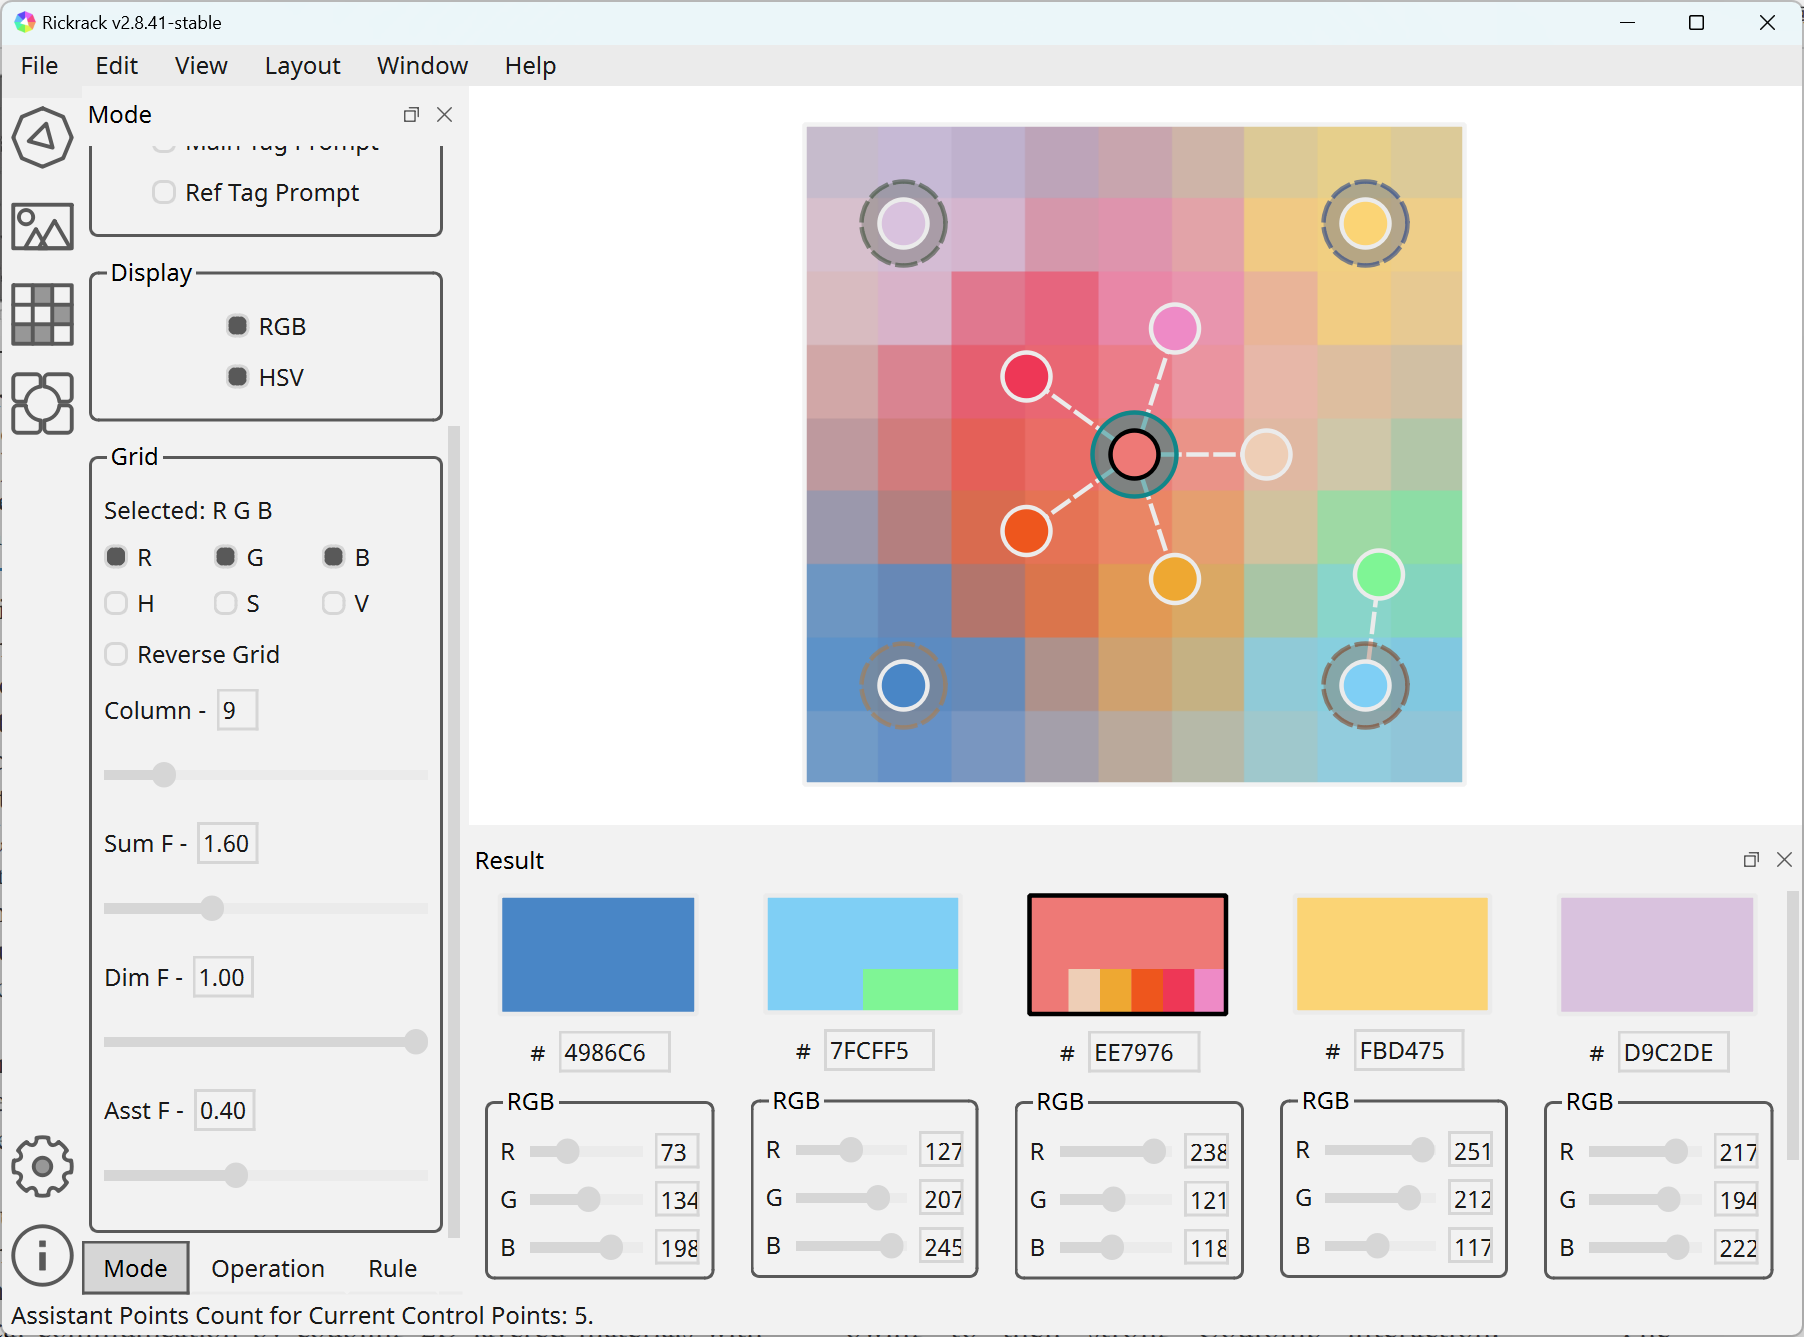 Rickrack v2.8.41-stable
File Edit View Layout Window Help
Mode
Main Tag Prompt
Ref Tag Prompt
Display
RGB
HSV
Grid
Selected: R G B
R G B
H S V
Reverse Grid
Column - 9
Sum F - 1.60
Dim F - 1.00
Asst F - 0.40
Mode Operation Rule
Result
# 4986C6 # 7FCFF5 # EE7976 # FBD475 # D9C2DE
RGB RGB RGB RGB RGB
R 73 R 127 R 238 R 251 R 217
G 134 G 207 G 121 G 212 G 194
B 198 B 245 B 118 B 117 B 222
Assistant Points Count for Current Control Points: 5.